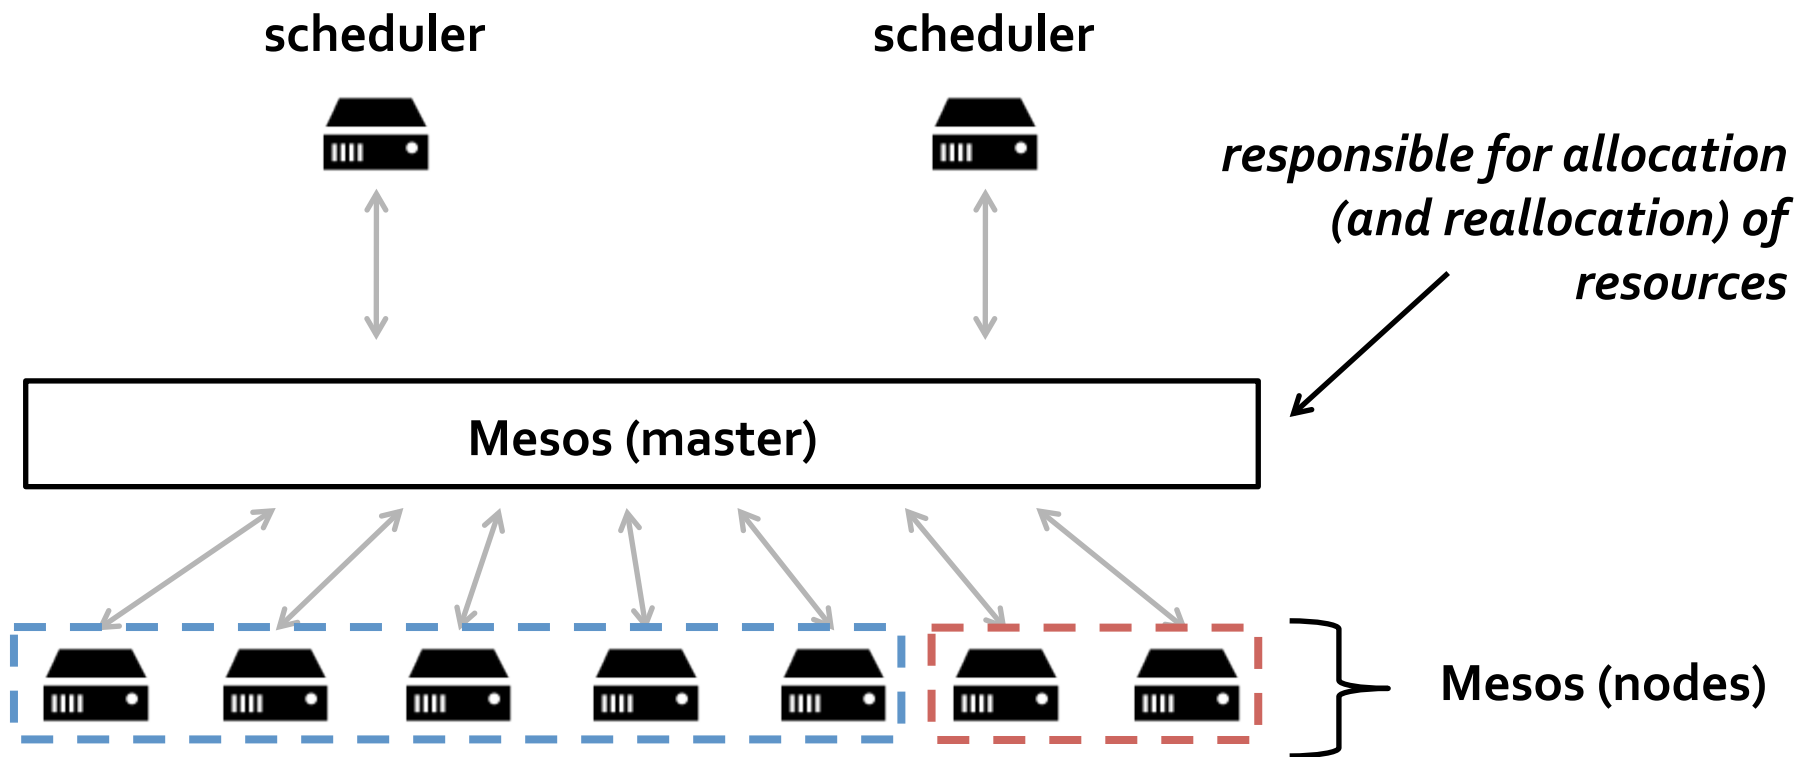 scheduler
scheduler
responsible for allocation
(and reallocation) of
resources
Mesos (master)
Mesos (nodes)